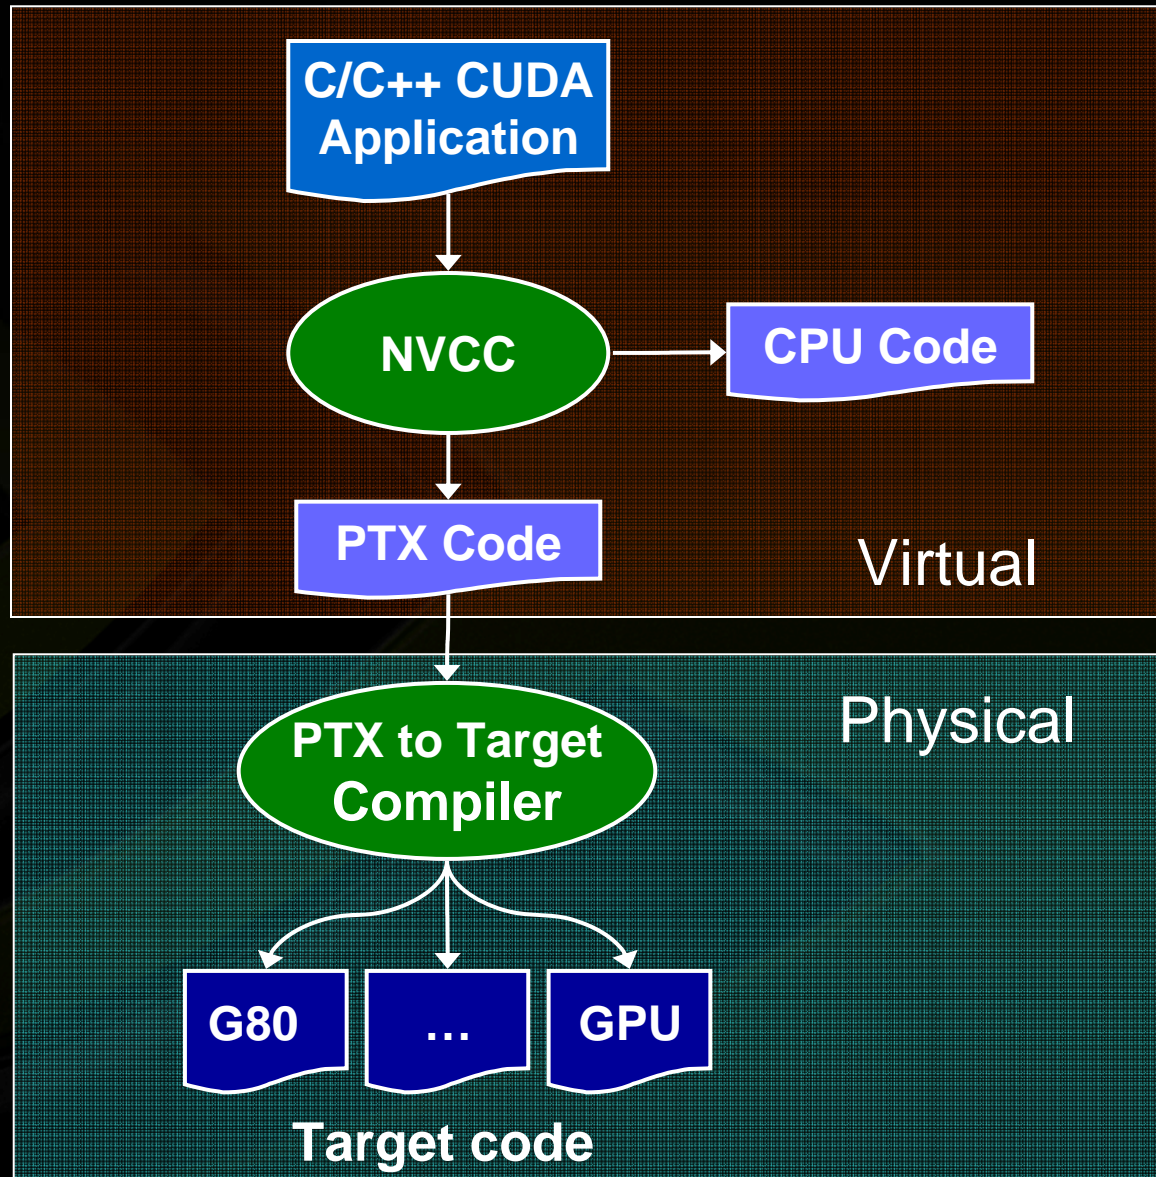 C/C++ CUDA
Application
NVCC
CPU Code
PTX Code
Virtual
Physical
PTX to Target
Compiler
G80
...
GPU
Target code